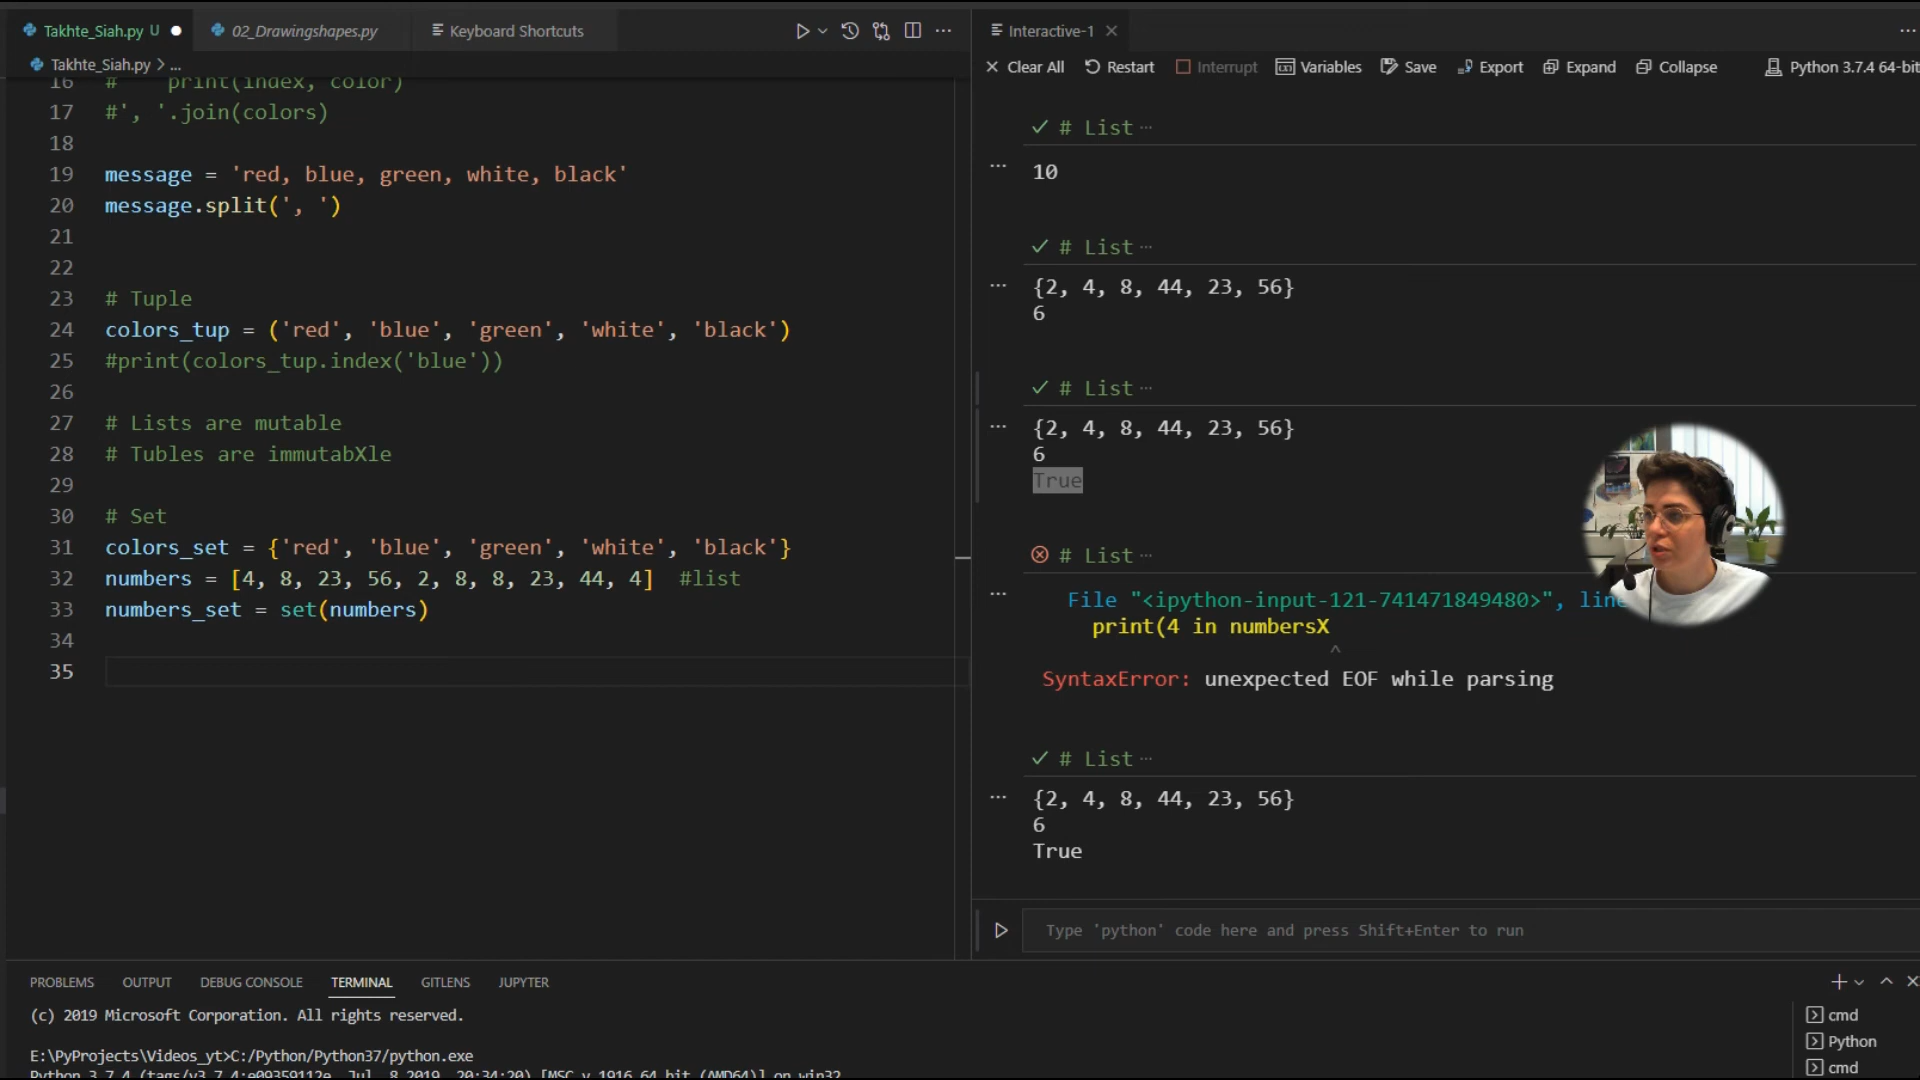 Takhte_Siah.py U
02_Drawingshapes.py
Keyboard Shortcuts
Takhte_Siah.py > ...
16 #    print(index, color)
17 #', '.join(colors)
18
19 message = 'red, blue, green, white, black'
20 message.split(', ')
21
22
23 # Tuple
24 colors_tup = ('red', 'blue', 'green', 'white', 'black')
25 #print(colors_tup.index('blue'))
26
27 # Lists are mutable
28 # Tubles are immutabXle
29
30 # Set
31 colors_set = {'red', 'blue', 'green', 'white', 'black'}
32 numbers = [4, 8, 23, 56, 2, 8, 8, 23, 44, 4]  #list
33 numbers_set = set(numbers)
34
35
Interactive-1
Clear All Restart Interrupt Variables Save Export Expand Collapse Python 3.7.4 64-bit
# List ...
10
# List ...
{2, 4, 8, 44, 23, 56}
6
# List ...
{2, 4, 8, 44, 23, 56}
6
True
# List ...
File "<ipython-input-121-741471849480>", line
print(4 in numbersX
^
SyntaxError: unexpected EOF while parsing
# List ...
{2, 4, 8, 44, 23, 56}
6
True
Type 'python' code here and press Shift+Enter to run
PROBLEMS OUTPUT DEBUG CONSOLE TERMINAL GITLENS JUPYTER
(c) 2019 Microsoft Corporation. All rights reserved.
E:\PyProjects\Videos_yt>C:/Python/Python37/python.exe
Python 3.7.4 (tags/v3.7.4:e09359112e, Jul  8 2019, 20:34:20) [MSC v.1916 64 bit (AMD64)] on win32
cmd
Python
cmd